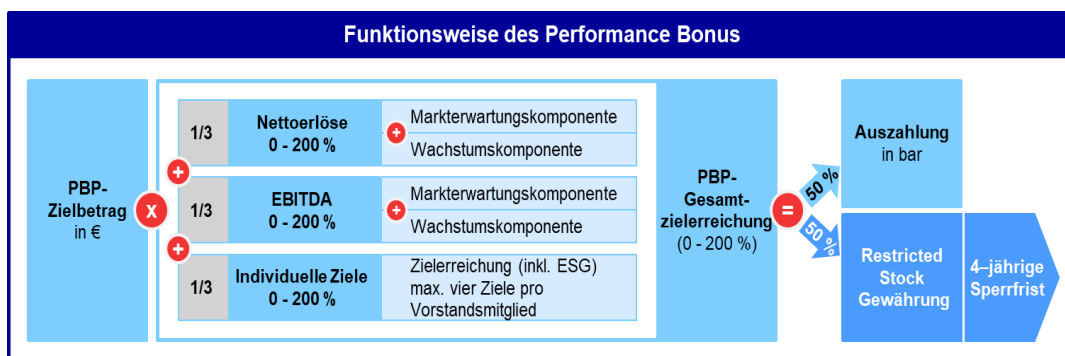 Funktionsweise des Performance Bonus
PBP-
Zielbetrag
in €
x
1/3
Nettoerlöse
0 - 200 %
+
Markterwartungskomponente
Wachstumskomponente
+
1/3
EBITDA
0 - 200 %
+
Markterwartungskomponente
Wachstumskomponente
+
1/3
Individuelle Ziele
0 - 200 %
Zielerreichung (inkl. ESG)
max. vier Ziele pro
Vorstandsmitglied
PBP-
Gesamt-
zielerreichung
(0 - 200 %)
=
50 %
Auszahlung
in bar
50 %
Restricted
Stock
Gewährung
4–jährige
Sperrfrist